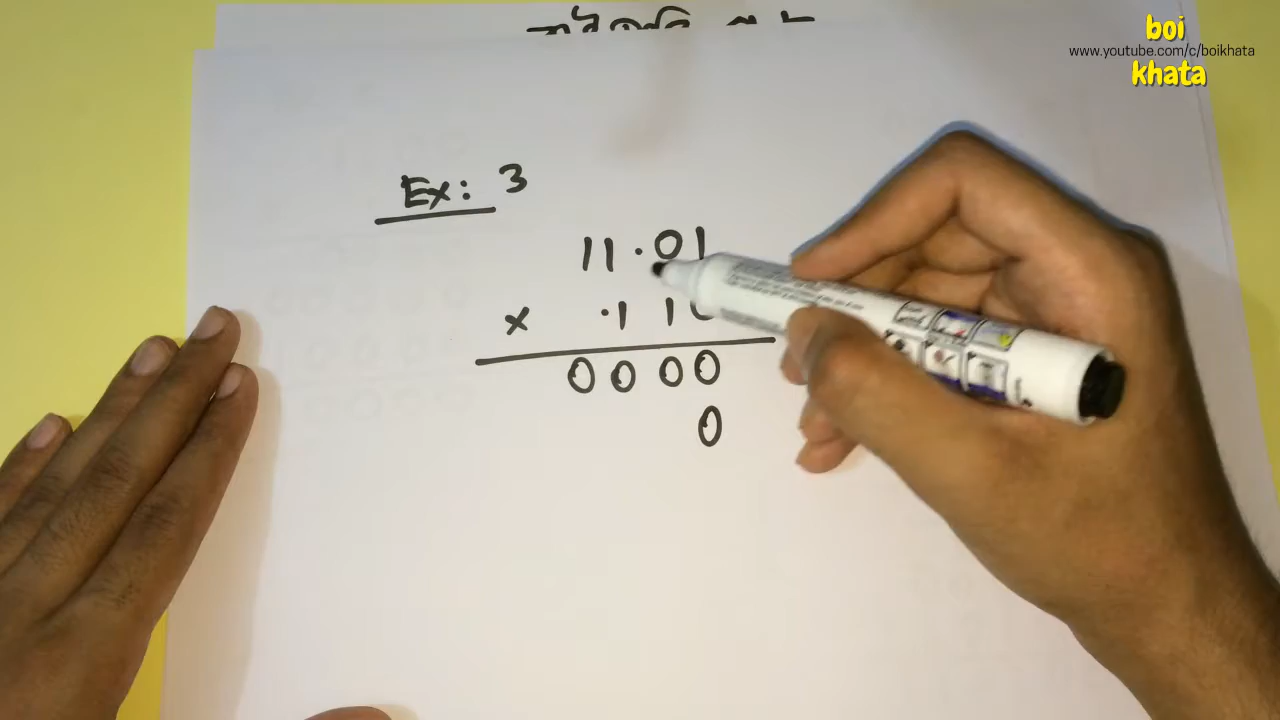 boi
www.youtube.com/c/boikhata
khata
Ex: 3
11.01
x .110
0000
0